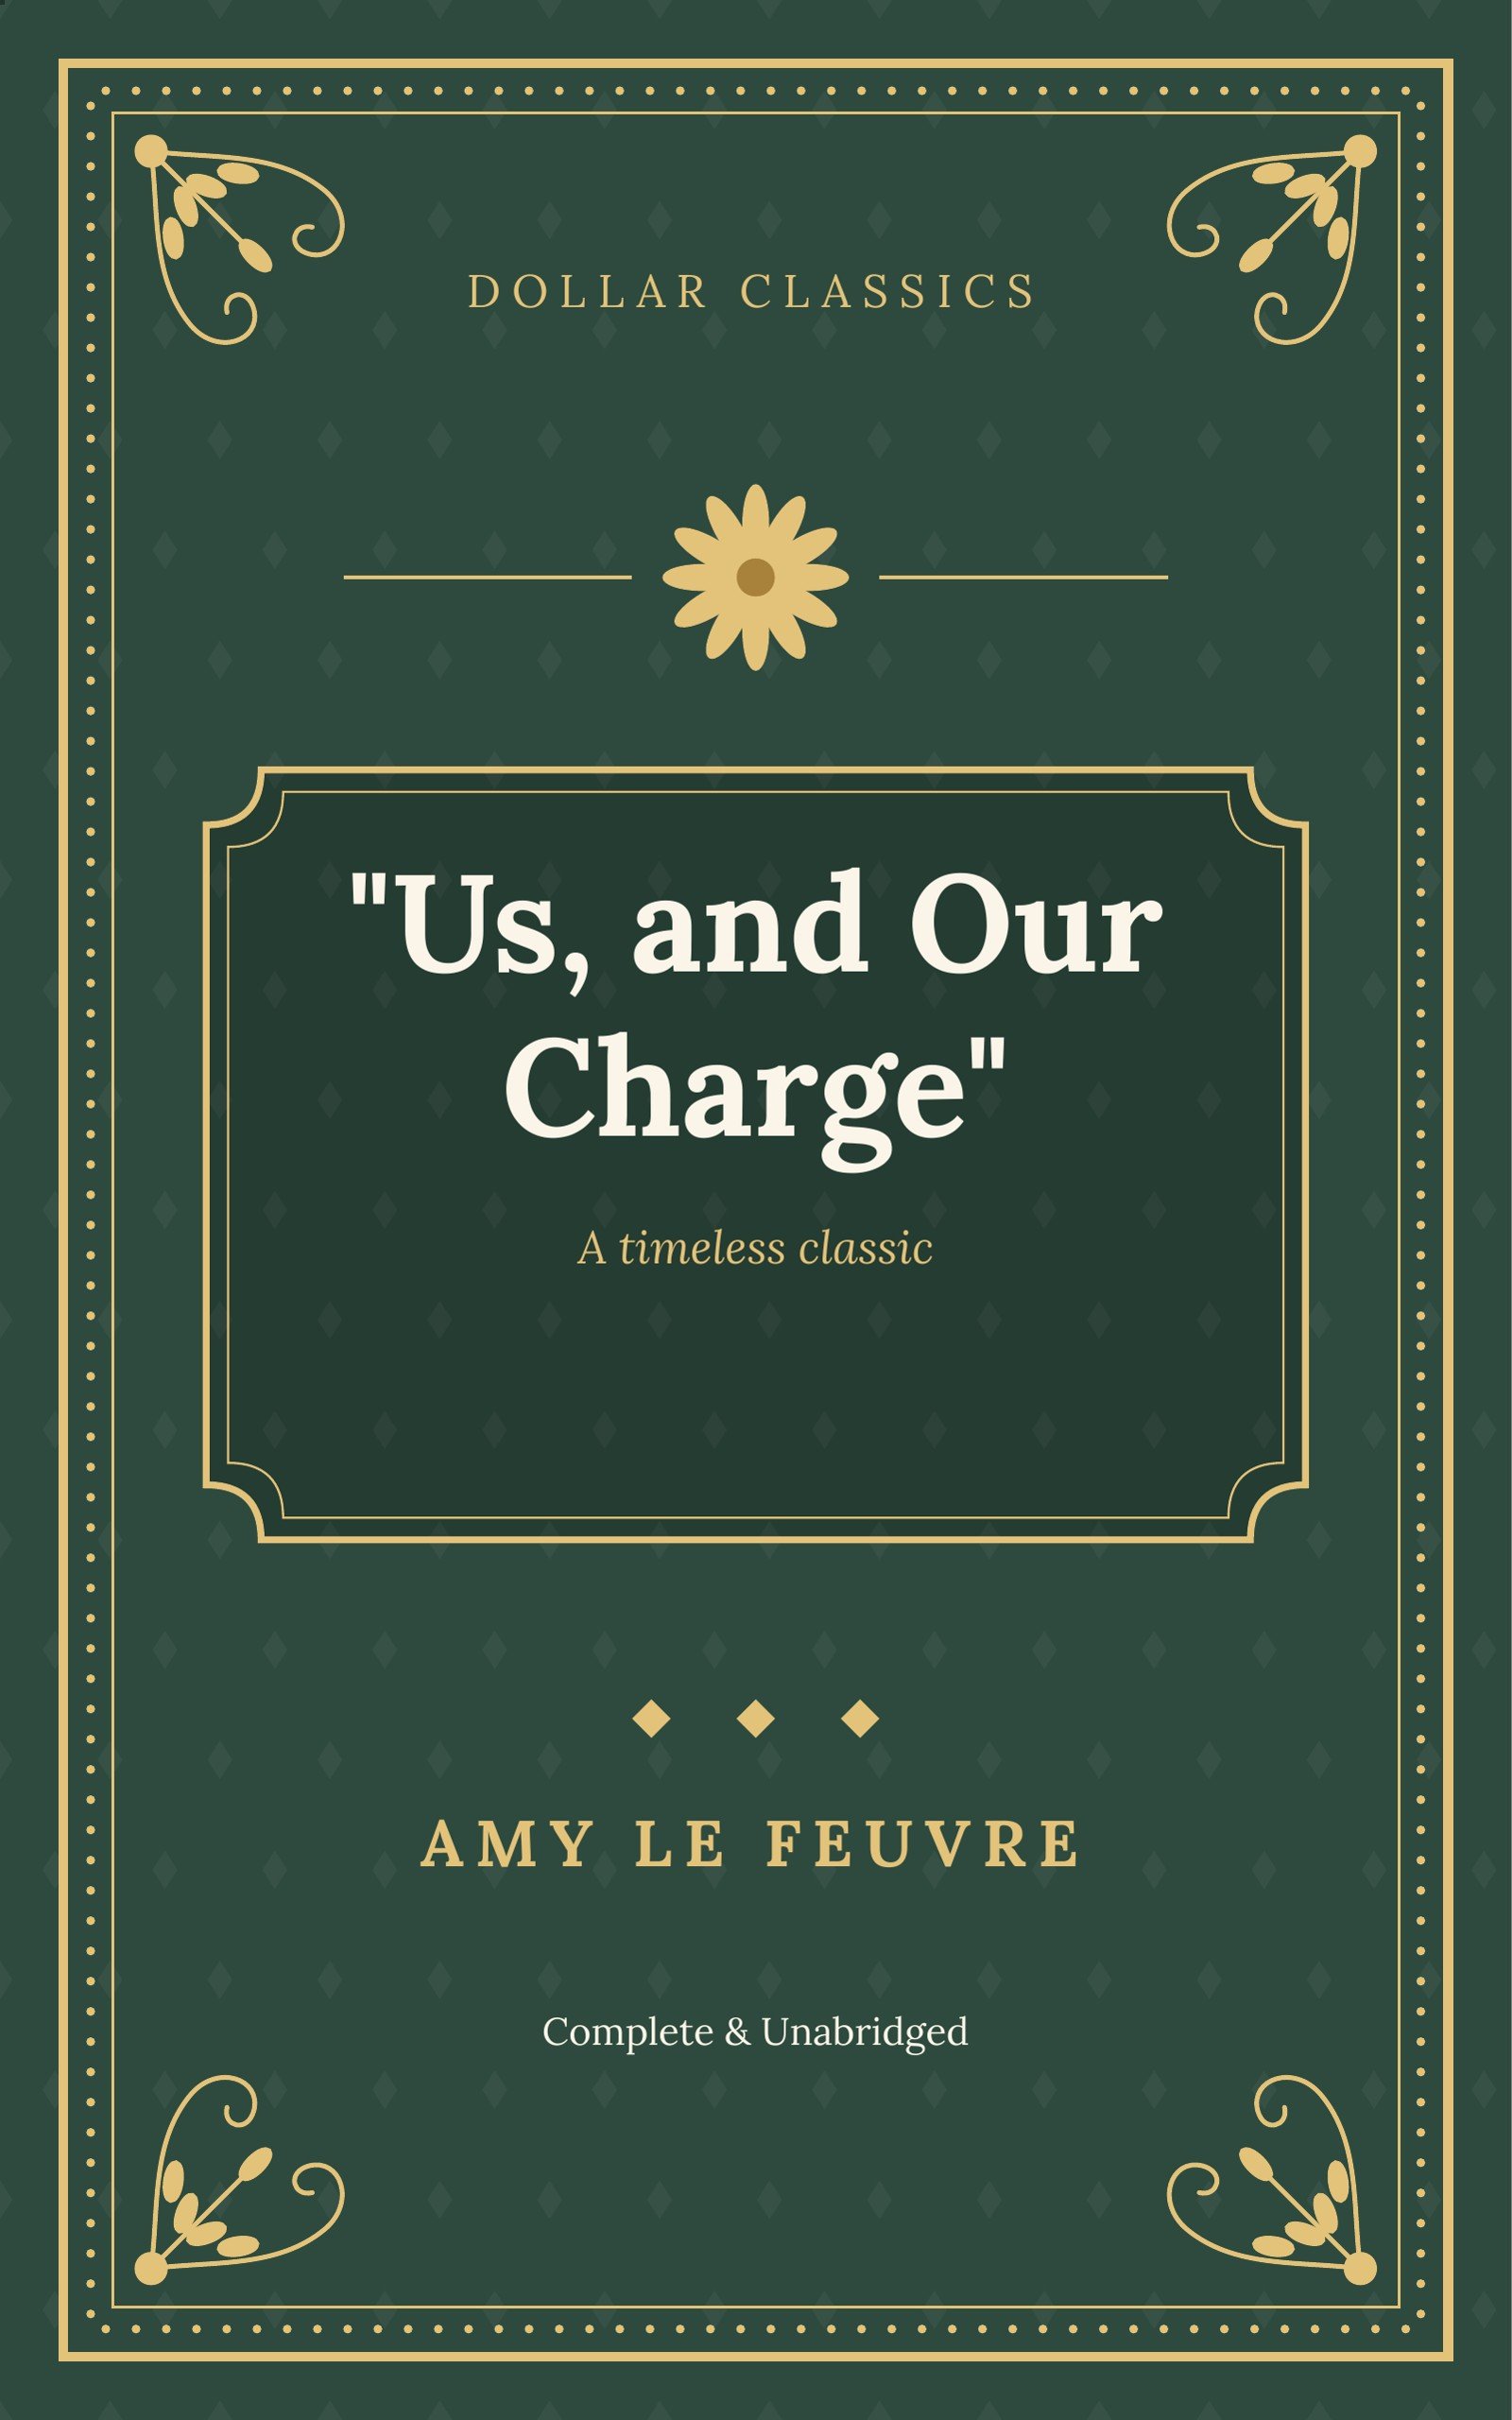 DOLLAR CLASSICS
"Us, and Our
Charge"
A timeless classic
AMY LE FEUVRE
Complete & Unabridged